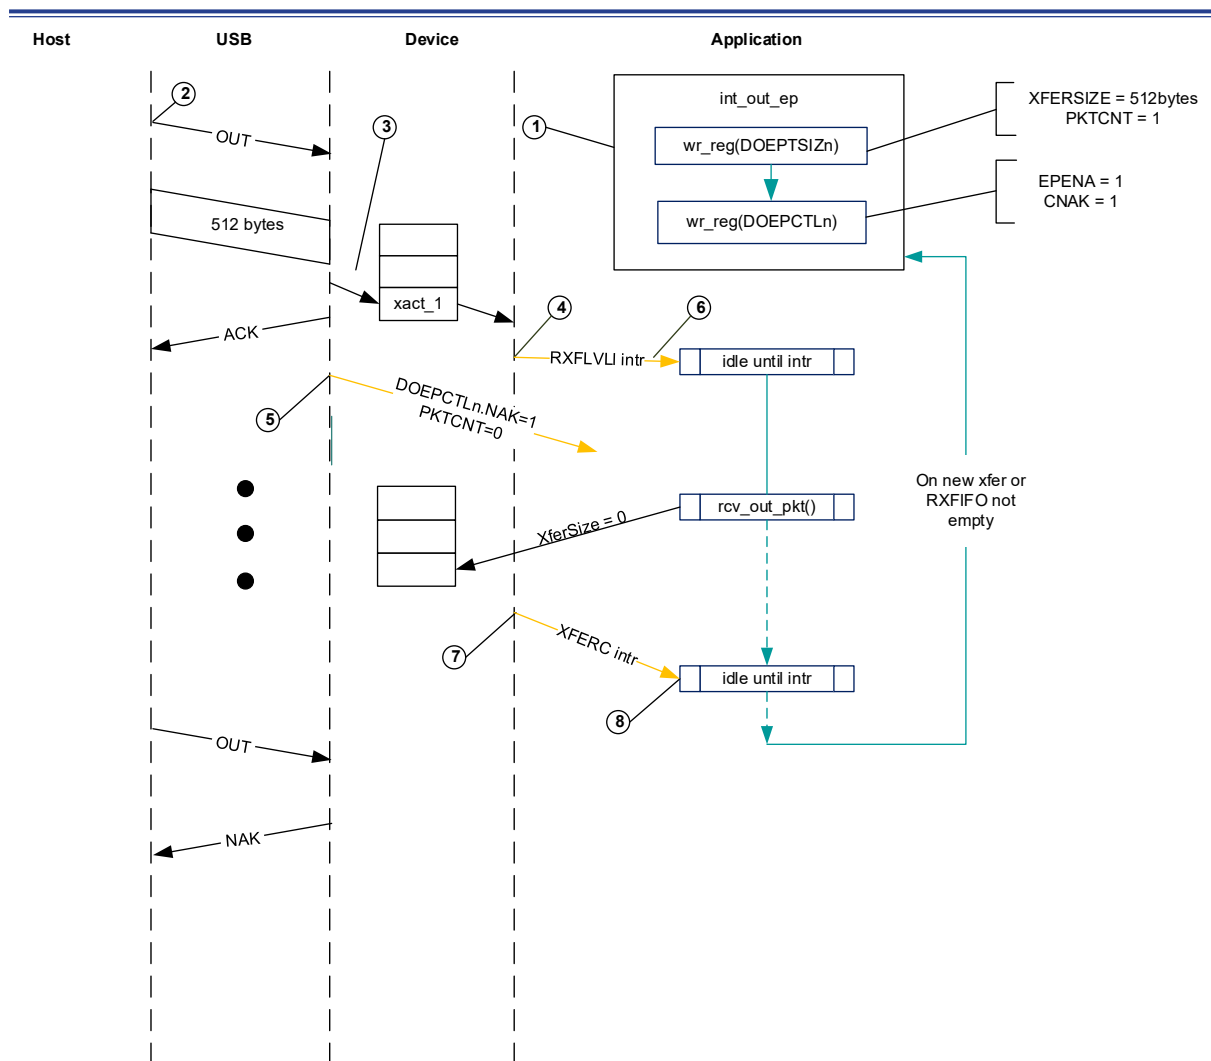 Host
USB
Device
Application
2
OUT
3
1
int_out_ep
wr_reg(DOEPTSIZn)
wr_reg(DOEPCTLn)
XFERSIZE = 512bytes
PKTCNT = 1
EPENA = 1
CNAK = 1
512 bytes
xact_1
ACK
4
6
RXFLVLI intr
idle until intr
5
DOEPCTLn.NAK=1
PKTCNT=0
On new xfer or
RXFIFO not
empty
rcv_out_pkt()
XferSize = 0
7
XFERC intr
idle until intr
8
OUT
NAK